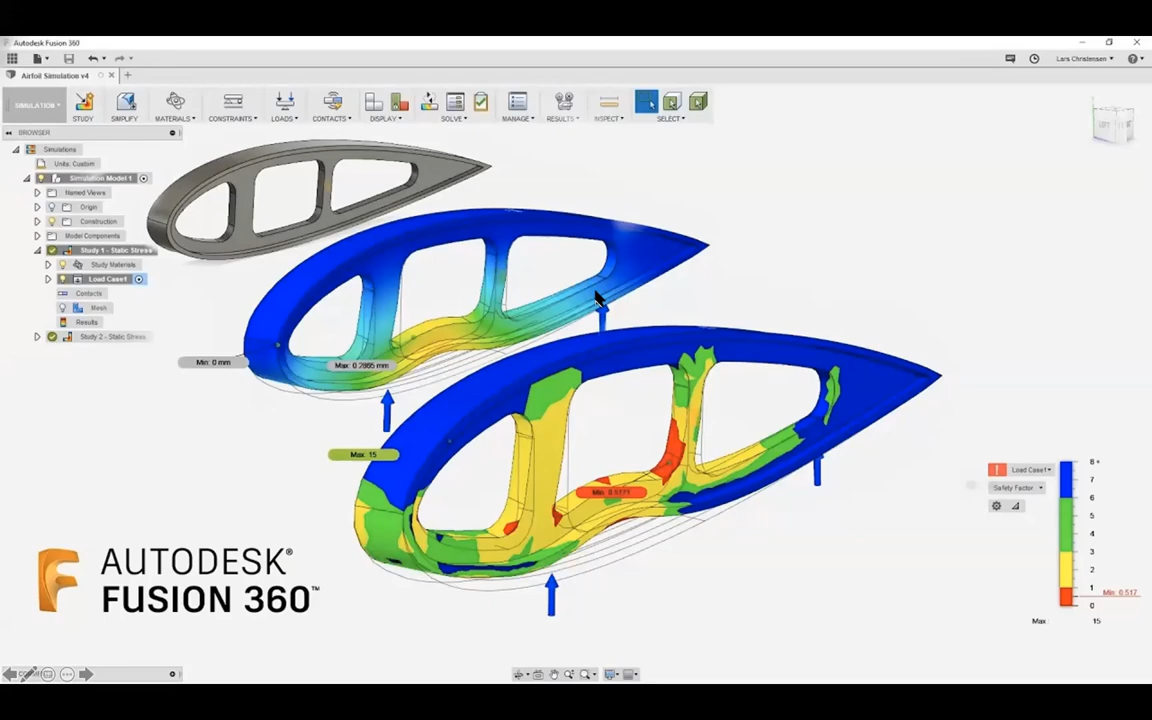 Autodesk Fusion 360
Lars Christensen
Airfoil Simulation v4
SIMULATION
STUDY
SIMPLIFY
MATERIALS
CONSTRAINTS
LOADS
CONTACTS
DISPLAY
SOLVE
MANAGE
RESULTS
INSPECT
SELECT
BROWSER
Simulations
Units: Custom
Simulation Model 1
Named Views
Origin
Construction
Model Components
Study 1 - Static Stress
Study Materials
Load Case1
Contacts
Mesh
Results
Study 2 - Static Stress
Min: 0 mm
Max: 0.2865 mm
Max: 15
Load Case1
Safety Factor
8+
7
6
5
4
3
2
1
0
Min: 0.517
Max
15
AUTODESK®
FUSION 360™